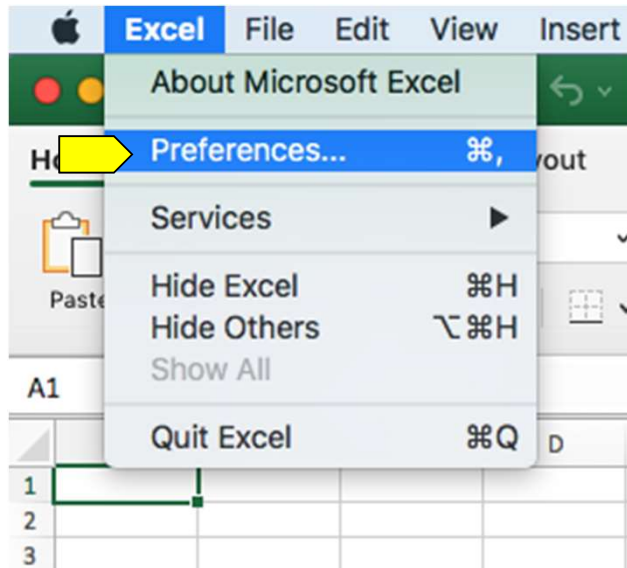 Excel File Edit View Insert
About Microsoft Excel
Preferences... ⌘,
Services ▶
Hide Excel ⌘H
Paste
Hide Others ⌥⌘H
Show All
A1
Quit Excel ⌘Q
D
1
2
3